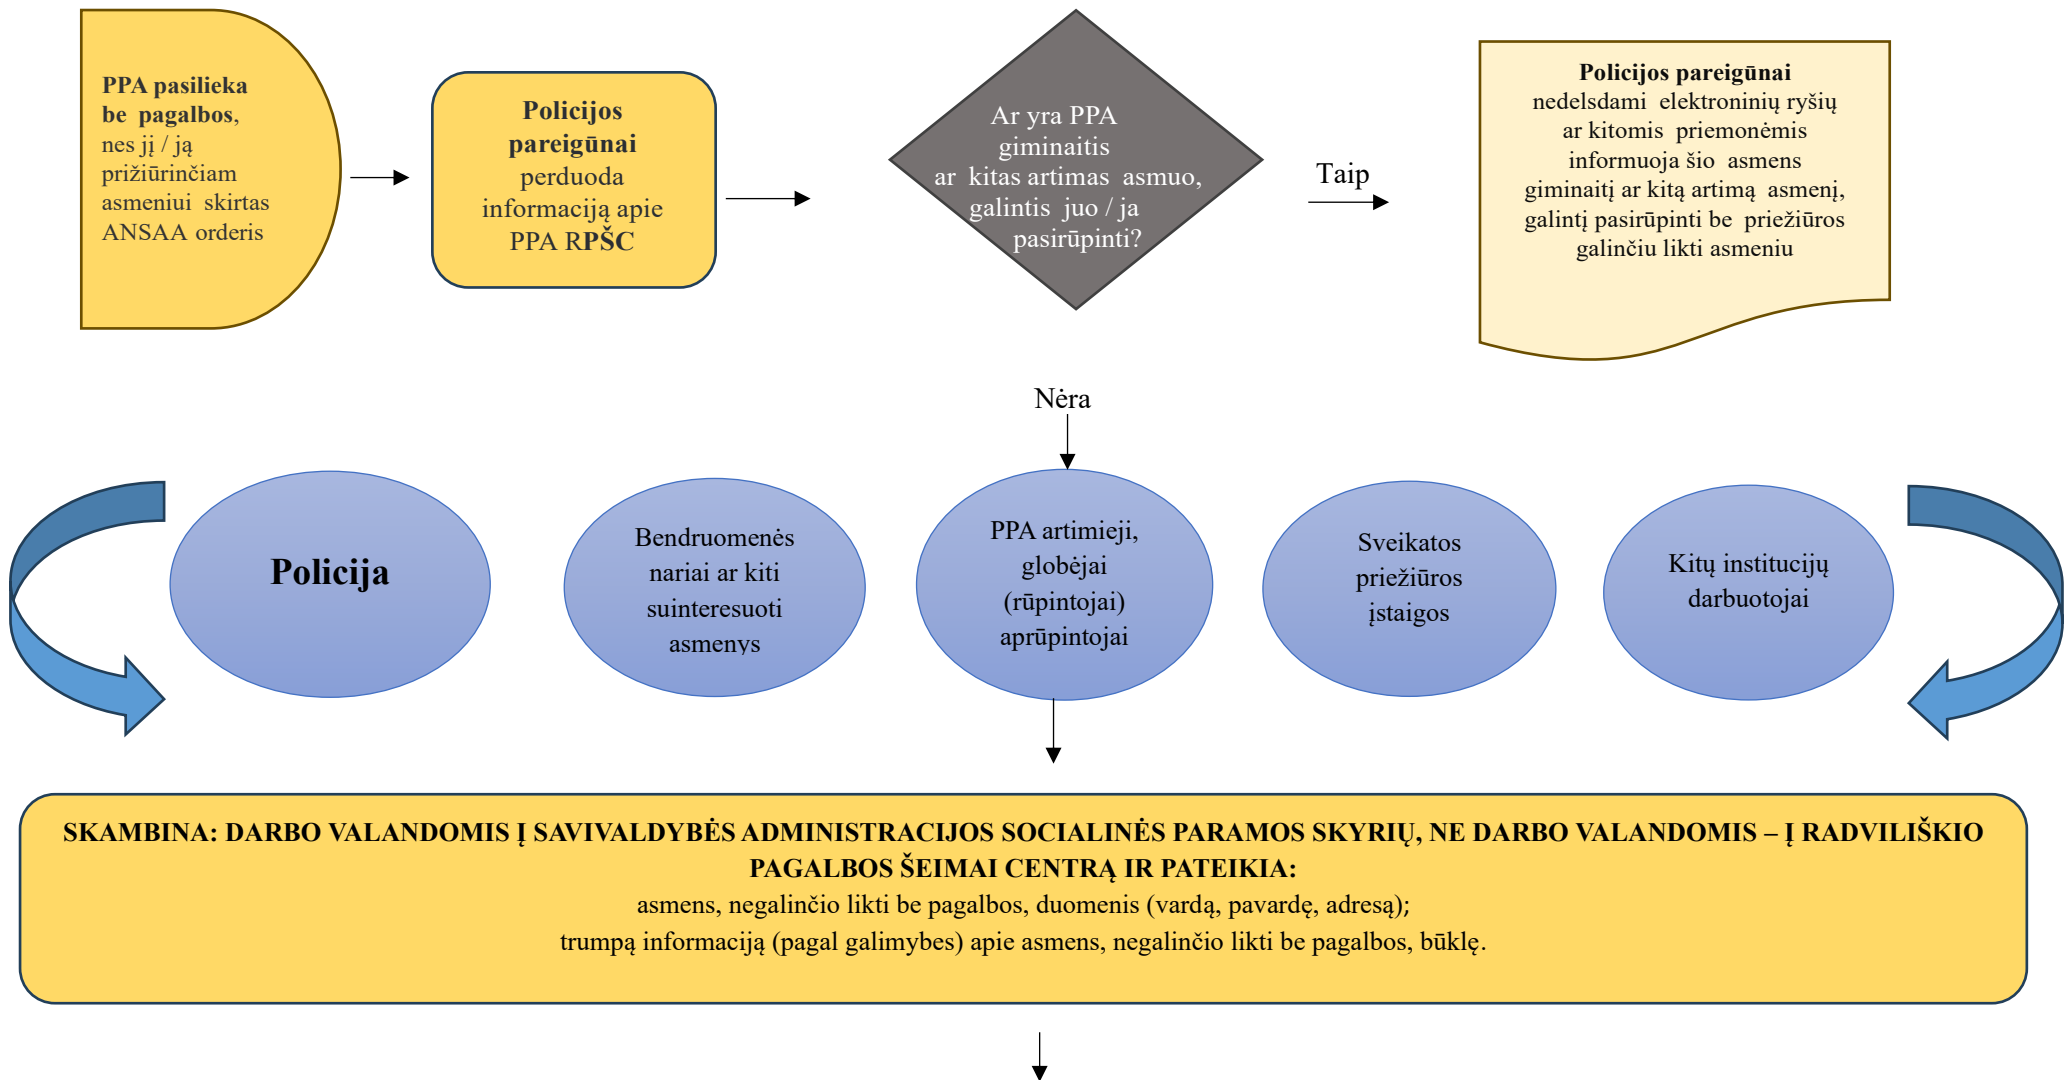 PPA pasilieka
be pagalbos,
nes jį / ją
prižiūrinčiam
asmeniui skirtas
ANSAA orderis
Policijos
pareigūnai
perduoda
informaciją apie
PPA RPŠC
Ar yra PPA
giminaitis
ar kitas artimas asmuo,
galintis juo / ja
pasirūpinti?
Taip
Policijos pareigūnai
nedelsdami elektroninių ryšių
ar kitomis priemonėmis
informuoja šio asmens
giminaitį ar kitą artimą asmenį,
galintį pasirūpinti be priežiūros
galinčiu likti asmeniu
Nėra
Policija
Bendruomenės
nariai ar kiti
suinteresuoti
asmenys
PPA artimieji,
globėjai
(rūpintojai)
aprūpintojai
Sveikatos
priežiūros
įstaigos
Kitų institucijų
darbuotojai
SKAMBINA: DARBO VALANDOMIS Į SAVIVALDYBĖS ADMINISTRACIJOS SOCIALINĖS PARAMOS SKYRIŲ, NE DARBO VALANDOMIS – Į RADVILIŠKIO
PAGALBOS ŠEIMAI CENTRĄ IR PATEIKIA:
asmens, negalinčio likti be pagalbos, duomenis (vardą, pavardę, adresą);
trumpą informaciją (pagal galimybes) apie asmens, negalinčio likti be pagalbos, būklę.